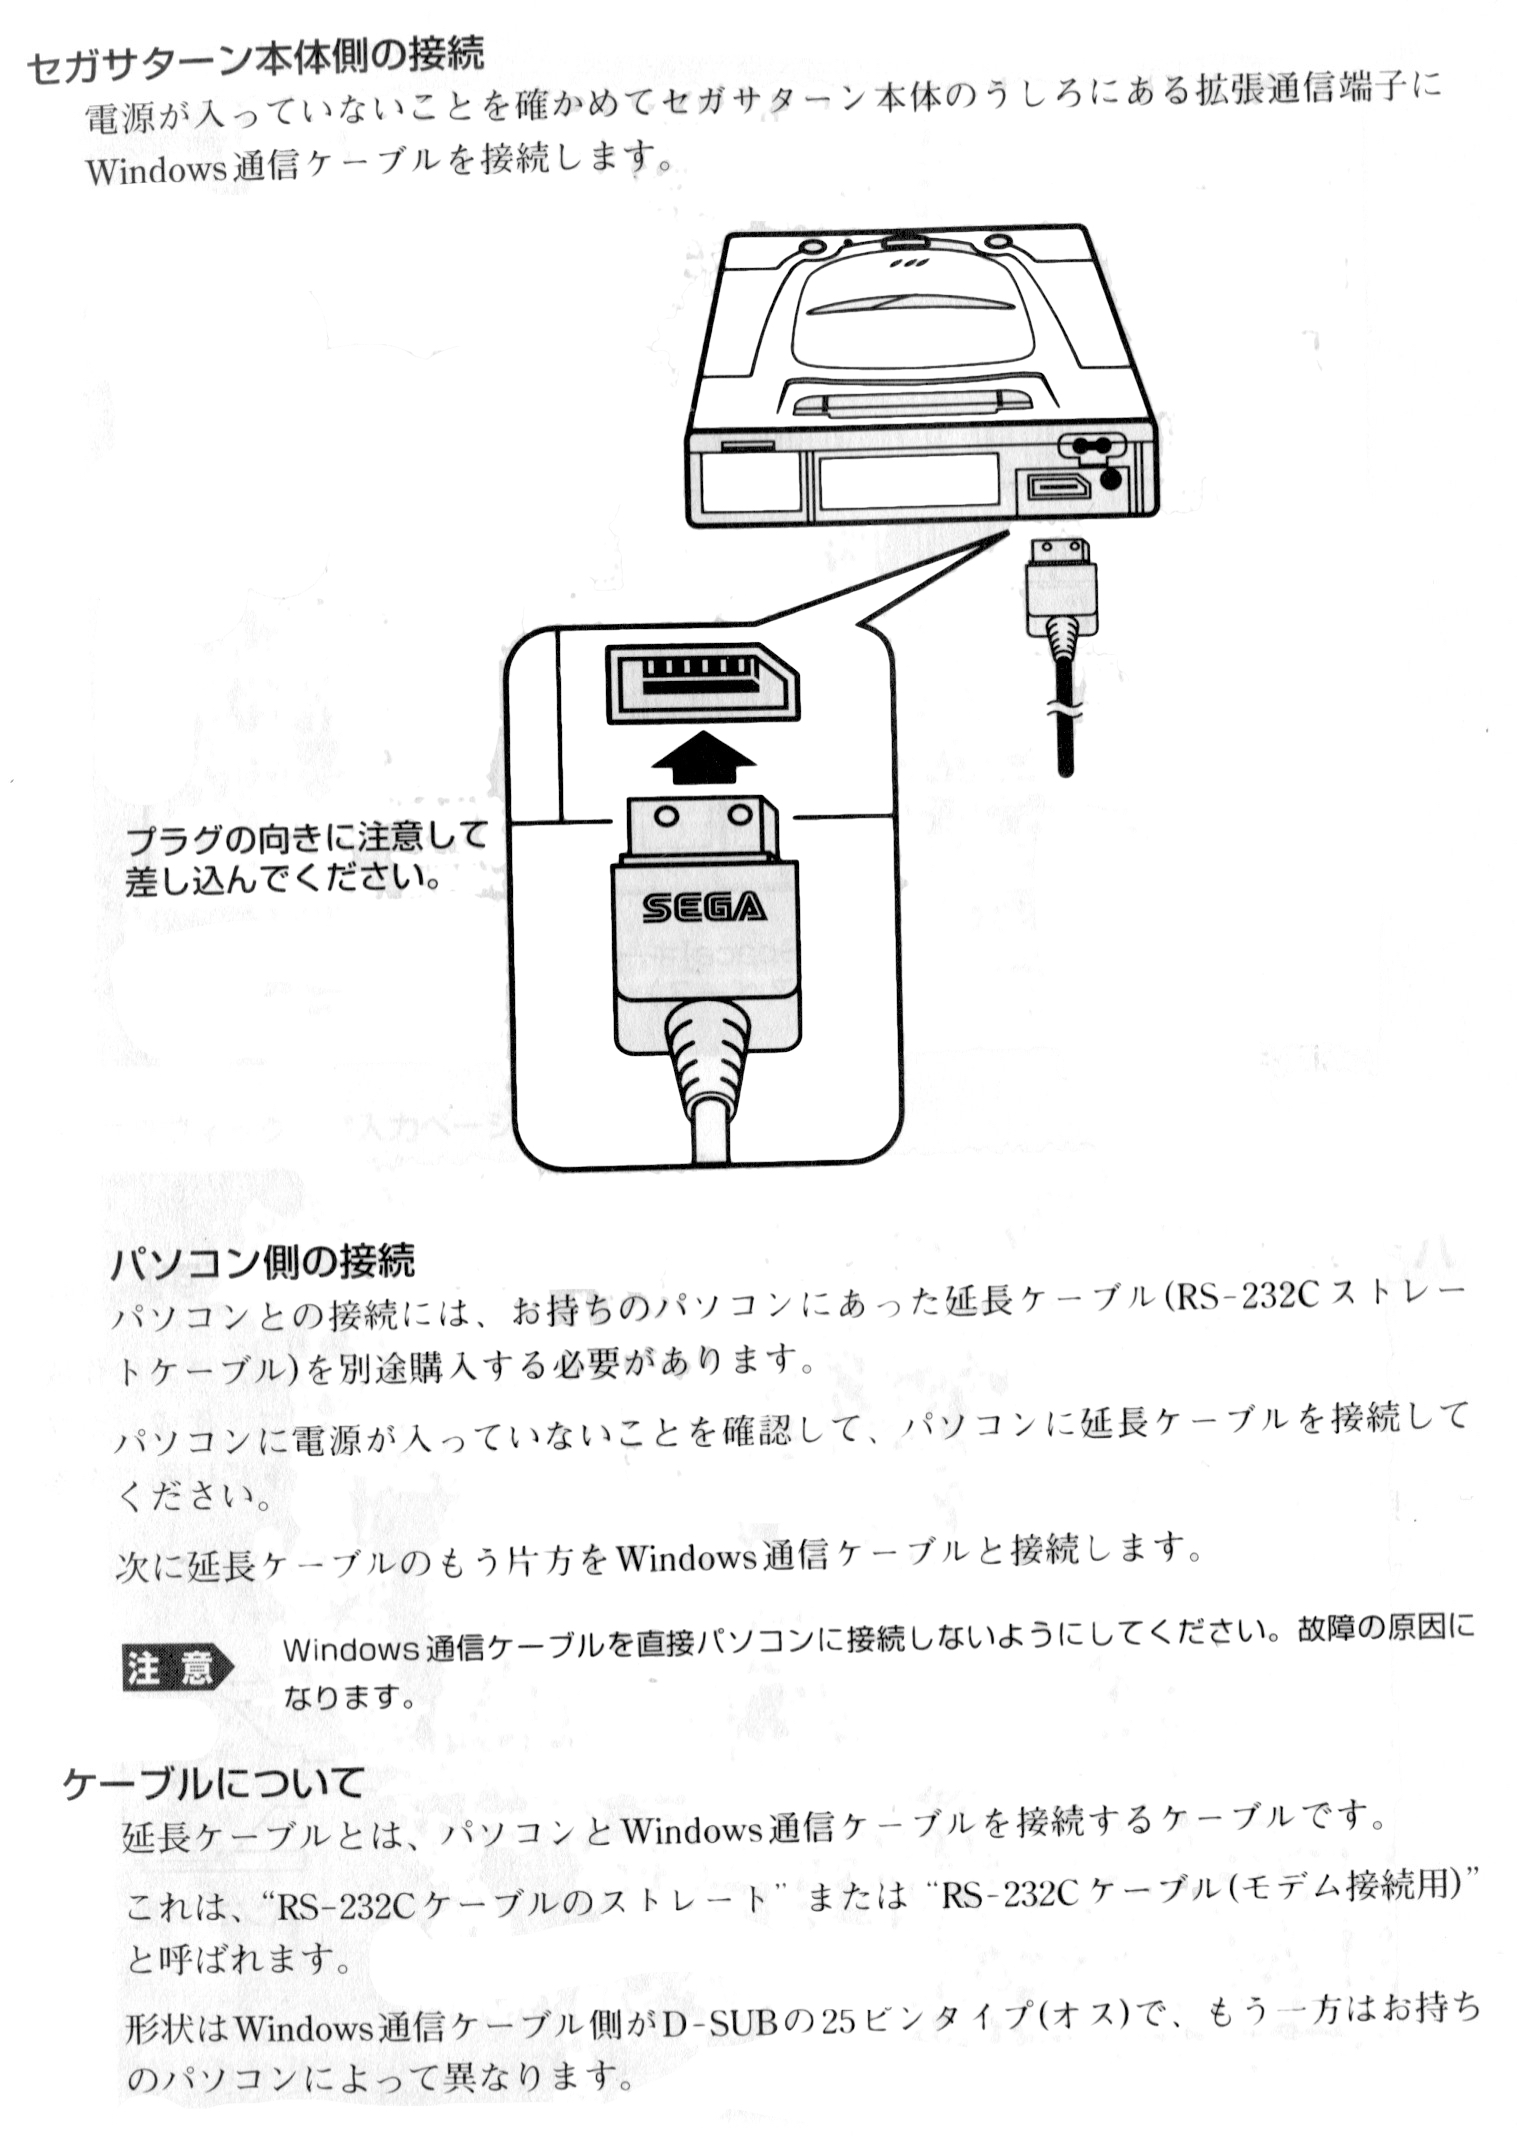 セガサターン本体側の接続
電源が入っていないことを確かめてセガサターン本体のうしろにある拡張通信端子に
Windows通信ケーブルを接続します。
プラグの向きに注意して
差し込んでください。
SEGA
パソコン側の接続
パソコンとの接続には、お持ちのパソコンにあった延長ケーブル(RS-232Cストレー
トケーブル)を別途購入する必要があります。
パソコンに電源が入っていないことを確認して、パソコンに延長ケーブルを接続して
ください。
次に延長ケーブルのもう片方をWindows通信ケーブルと接続します。
注意
Windows通信ケーブルを直接パソコンに接続しないようにしてください。故障の原因に
なります。
ケーブルについて
延長ケーブルとは、パソコンとWindows通信ケーブルを接続するケーブルです。
これは、“RS-232Cケーブルのストレート”または“RS-232Cケーブル(モデム接続用)”
と呼ばれます。
形状はWindows通信ケーブル側がD-SUBの25ピンタイプ(オス)で、もう一方はお持ち
のパソコンによって異なります。